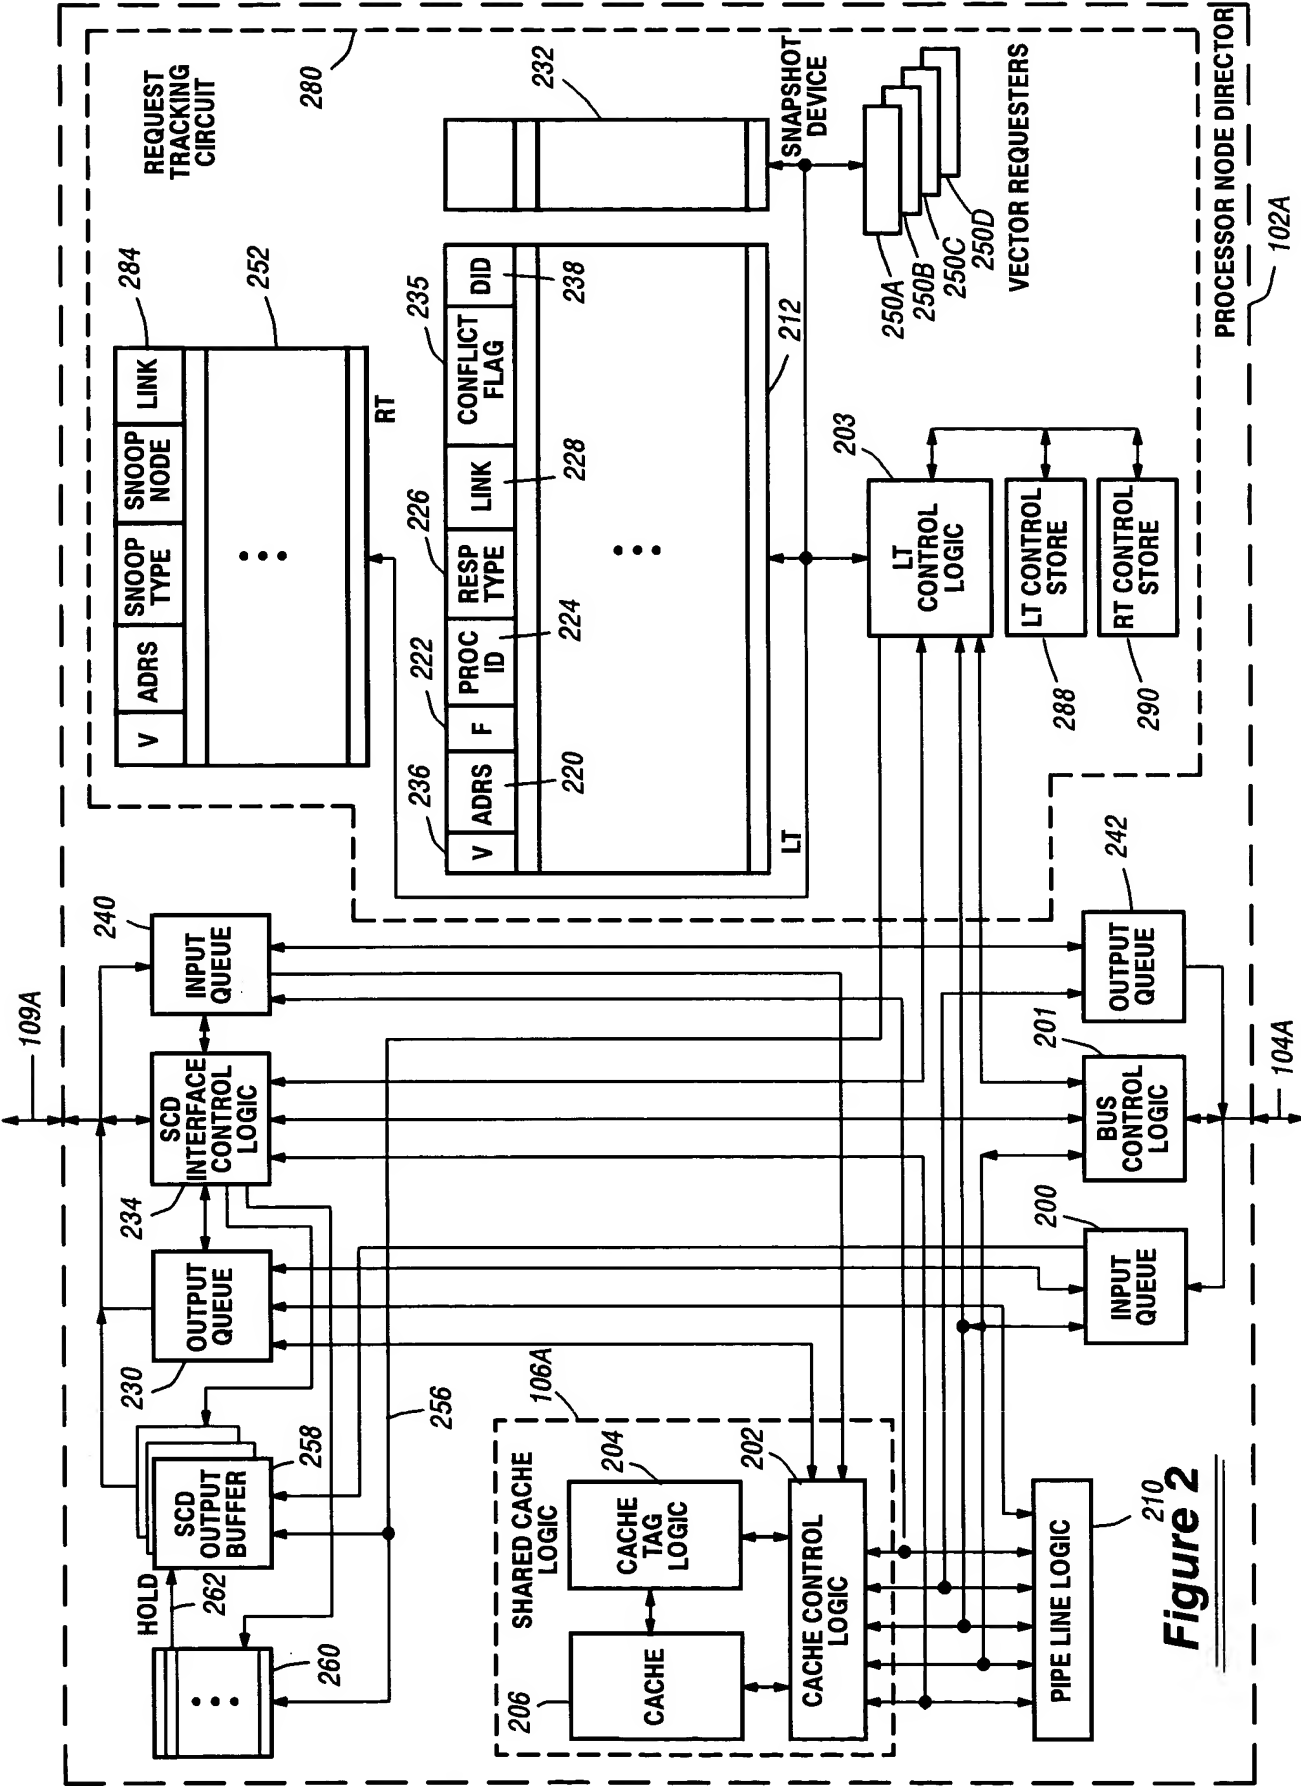 109A
HOLD
262
260
SCD
OUTPUT
BUFFER
258
OUTPUT
QUEUE
230
SCD
INTERFACE
CONTROL
LOGIC
234
INPUT
QUEUE
240
256
REQUEST
TRACKING
CIRCUIT
280
V
ADRS
SNOOP
TYPE
SNOOP
NODE
LINK
284
252
RT
V
ADRS
F
PROC
ID
RESP
TYPE
LINK
CONFLICT
FLAG
DID
236
220
222
224
226
228
235
238
232
LT
212
SNAPSHOT
DEVICE
250A
250B
250C
250D
VECTOR REQUESTERS
LT
CONTROL
LOGIC
203
LT CONTROL
STORE
288
RT CONTROL
STORE
290
SHARED CACHE
LOGIC
106A
CACHE
206
CACHE
TAG
LOGIC
204
CACHE CONTROL
LOGIC
202
PIPE LINE LOGIC
210
INPUT
QUEUE
200
BUS
CONTROL
LOGIC
201
OUTPUT
QUEUE
242
104A
PROCESSOR NODE DIRECTOR
102A
Figure 2